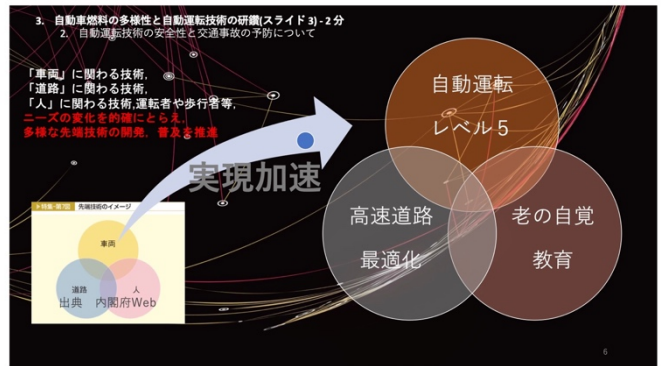 3. 自動車燃料の多様性と自動運転技術の研鑽(スライド3) - 2分
2. 自動運転技術の安全性と交通事故の予防について
「車両」に関わる技術,
「道路」に関わる技術,
「人」に関わる技術,運転者や歩行者等,
ニーズの変化を的確にとらえ,
多様な先端技術の開発, 普及を推進
実現加速
▶特集-第7図 先端技術のイメージ
車両
道路
人
出典 内閣府Web
自動運転
レベル5
高速道路
最適化
老の自覚
教育
6